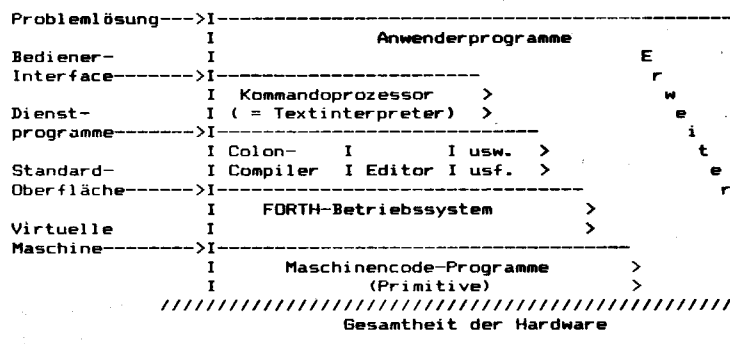 Problemlösung--->I------------------------------------------------
I Anwenderprogramme
Bediener- I E
Interface------->I------------------------ r
I Kommandoprozessor > w
Dienst- I ( = Textinterpreter) > e
programme------->I----------------------------- i
I Colon- I I usw. > t
Standard- I Compiler I Editor I usf. > e
Oberfläche------>I--------------------------------- r
I FORTH-Betriebssystem >
Virtuelle I >
Maschine-------->I--------------------------------------
I Maschinencode-Programme >
I (Primitive) >
////////////////////////////////////////////////////
Gesamtheit der Hardware